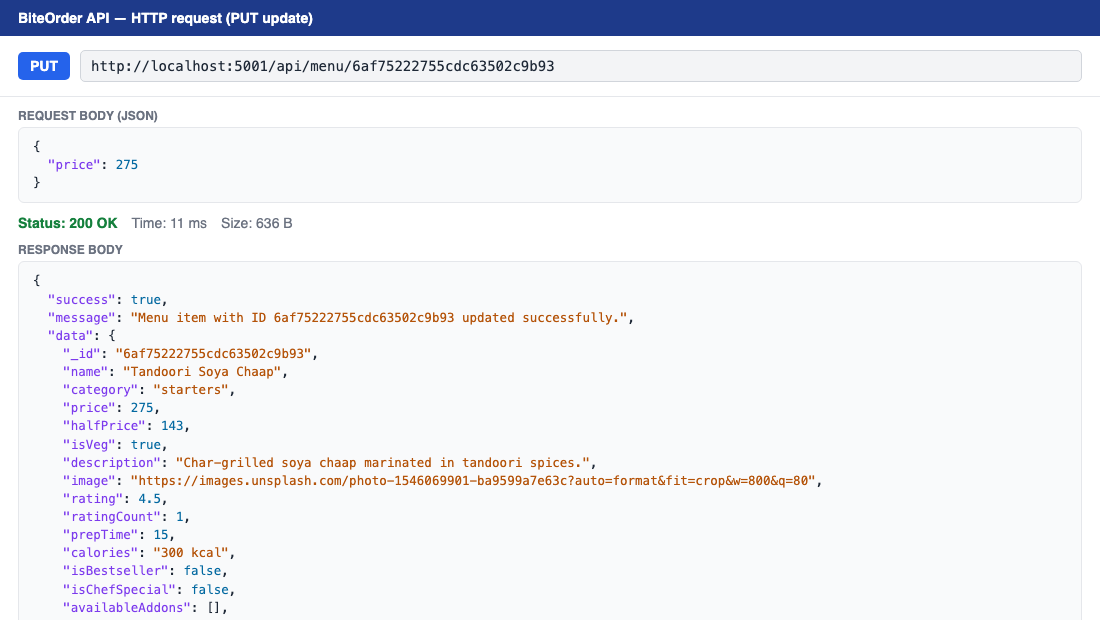 BiteOrder API — HTTP request (PUT update)
PUT http://localhost:5001/api/menu/6af75222755cdc63502c9b93
REQUEST BODY (JSON)
{
  "price": 275
}
Status: 200 OK Time: 11 ms Size: 636 B
RESPONSE BODY
{
  "success": true,
  "message": "Menu item with ID 6af75222755cdc63502c9b93 updated successfully.",
  "data": {
    "_id": "6af75222755cdc63502c9b93",
    "name": "Tandoori Soya Chaap",
    "category": "starters",
    "price": 275,
    "halfPrice": 143,
    "isVeg": true,
    "description": "Char-grilled soya chaap marinated in tandoori spices.",
    "image": "https://images.unsplash.com/photo-1546069901-ba9599a7e63c?auto=format&fit=crop&w=800&q=80",
    "rating": 4.5,
    "ratingCount": 1,
    "prepTime": 15,
    "calories": "300 kcal",
    "isBestseller": false,
    "isChefSpecial": false,
    "availableAddons": [],